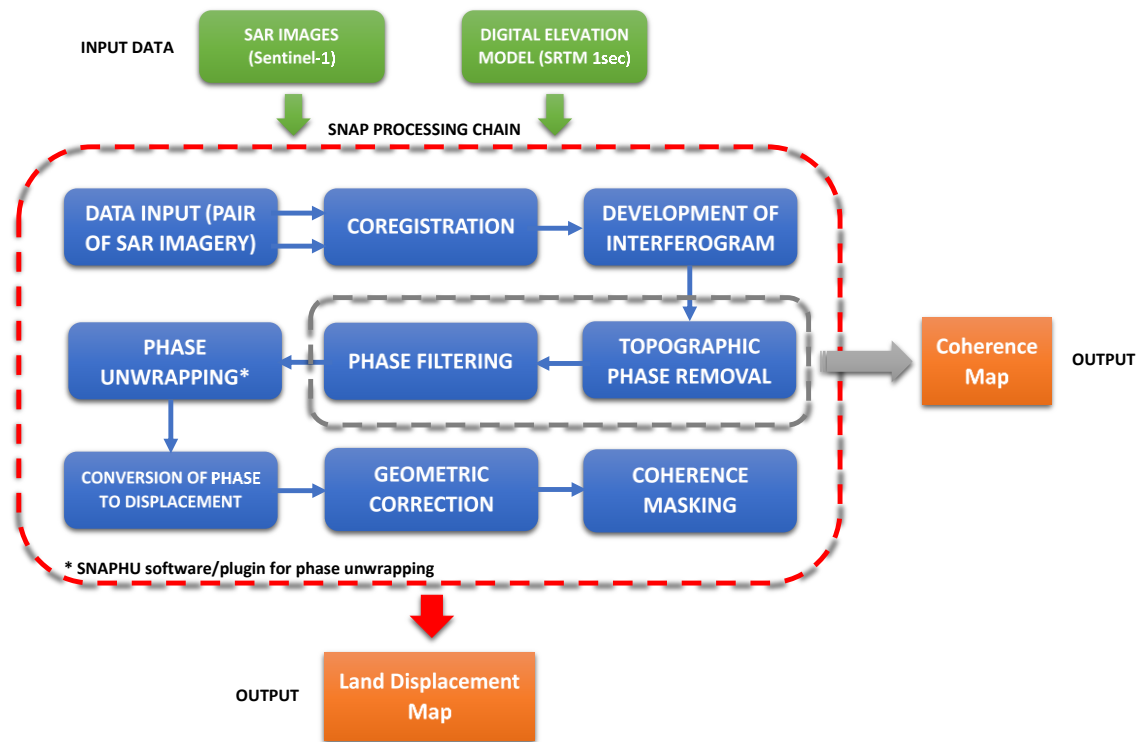 INPUT DATA
SAR IMAGES
(Sentinel-1)
DIGITAL ELEVATION
MODEL (SRTM 1sec)
SNAP PROCESSING CHAIN
DATA INPUT (PAIR
OF SAR IMAGERY)
COREGISTRATION
DEVELOPMENT OF
INTERFEROGRAM
PHASE
UNWRAPPING*
PHASE FILTERING
TOPOGRAPHIC
PHASE REMOVAL
Coherence
Map
OUTPUT
CONVERSION OF PHASE
TO DISPLACEMENT
GEOMETRIC
CORRECTION
COHERENCE
MASKING
* SNAPHU software/plugin for phase unwrapping
OUTPUT
Land Displacement
Map